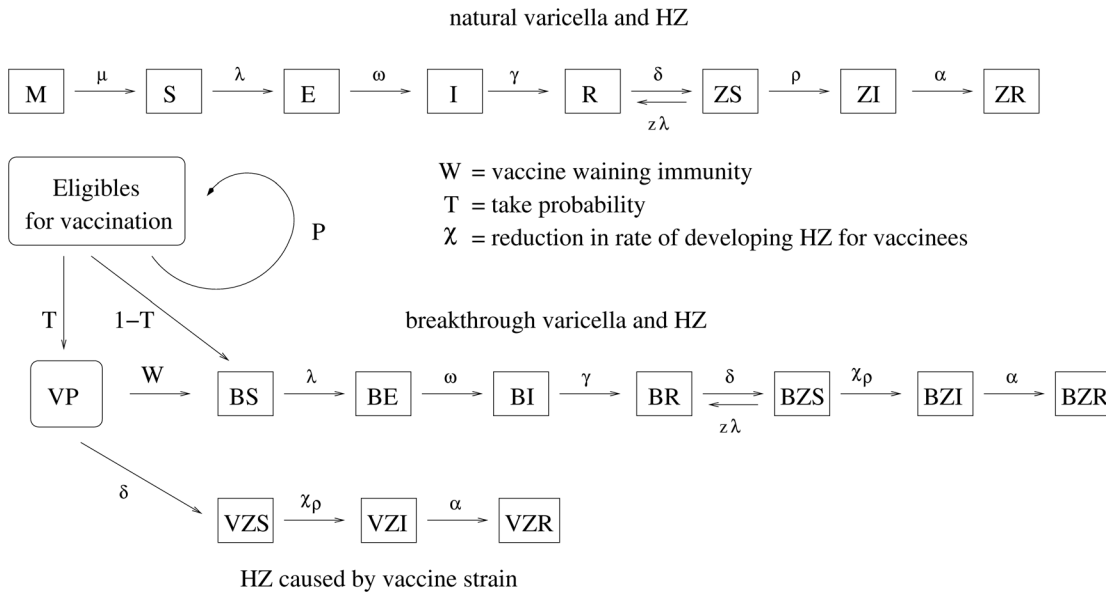 natural varicella and HZ
μ λ ω γ δ ρ α
M S E I R ZS ZI ZR
zλ
Eligibles
for vaccination
P
W = vaccine waining immunity
T = take probability
χ = reduction in rate of developing HZ for vaccinees
T 1−T
breakthrough varicella and HZ
W λ ω γ δ χρ α
VP BS BE BI BR BZS BZI BZR
zλ
δ χρ α
VZS VZI VZR
HZ caused by vaccine strain